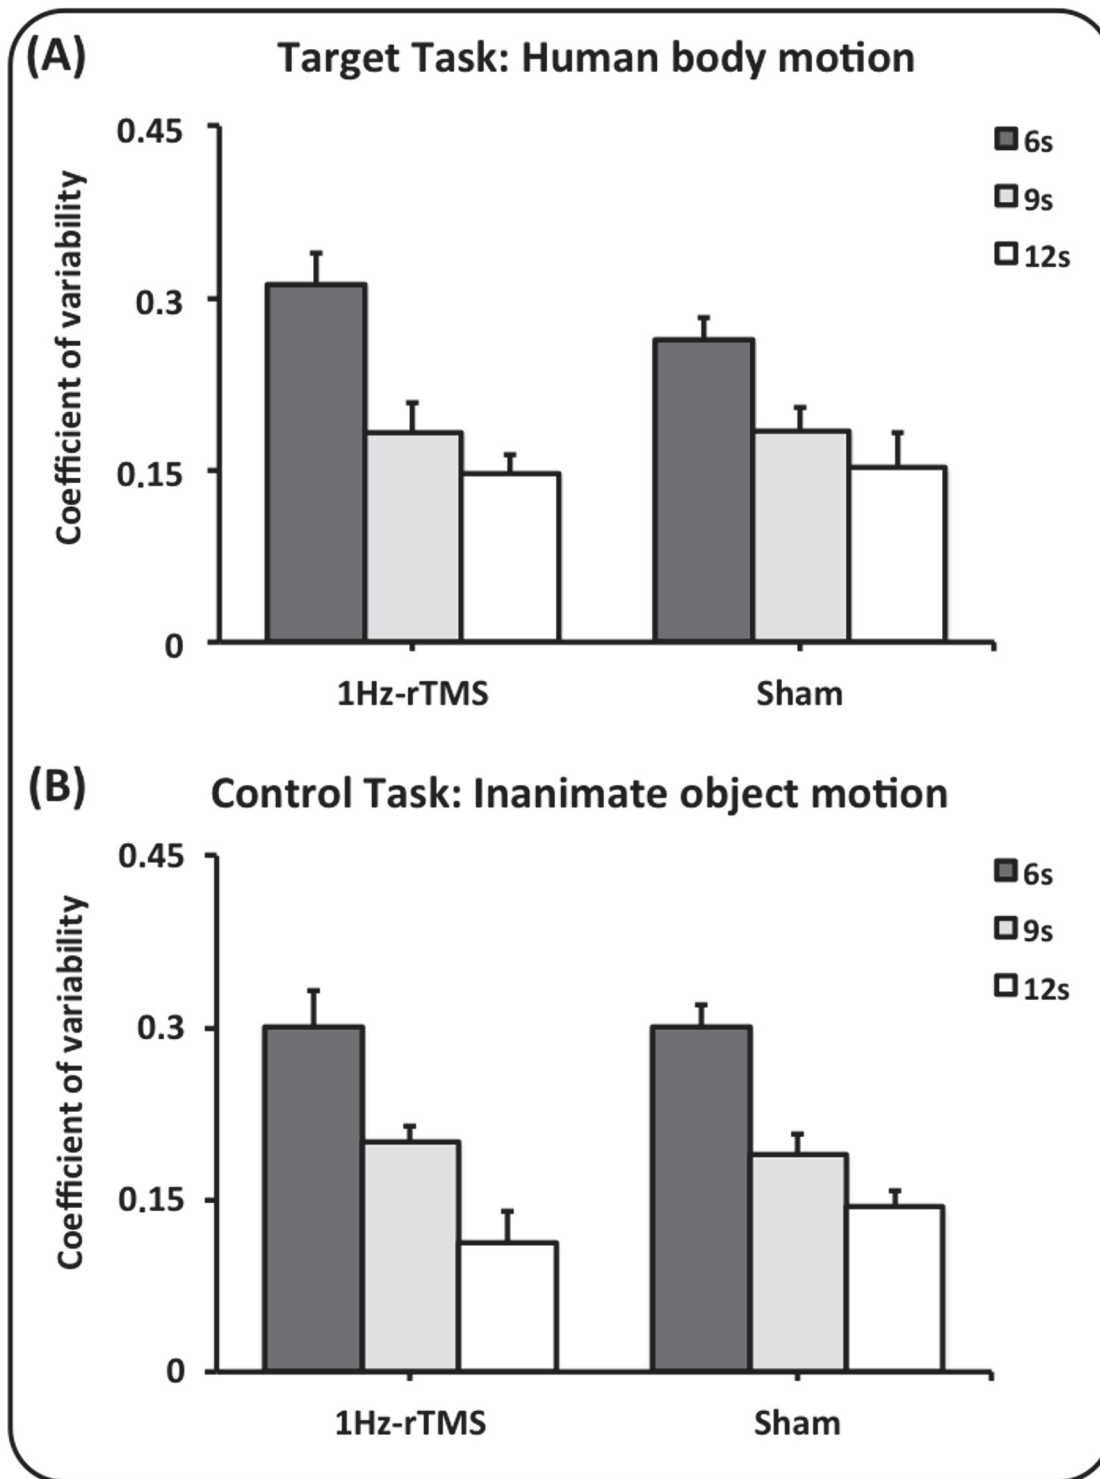 (A)
Target Task: Human body motion
0.45
0.3
0.15
0
Coefficient of variability
6s
9s
12s
1Hz-rTMS
Sham
(B)
Control Task: Inanimate object motion
0.45
0.3
0.15
0
Coefficient of variability
6s
9s
12s
1Hz-rTMS
Sham